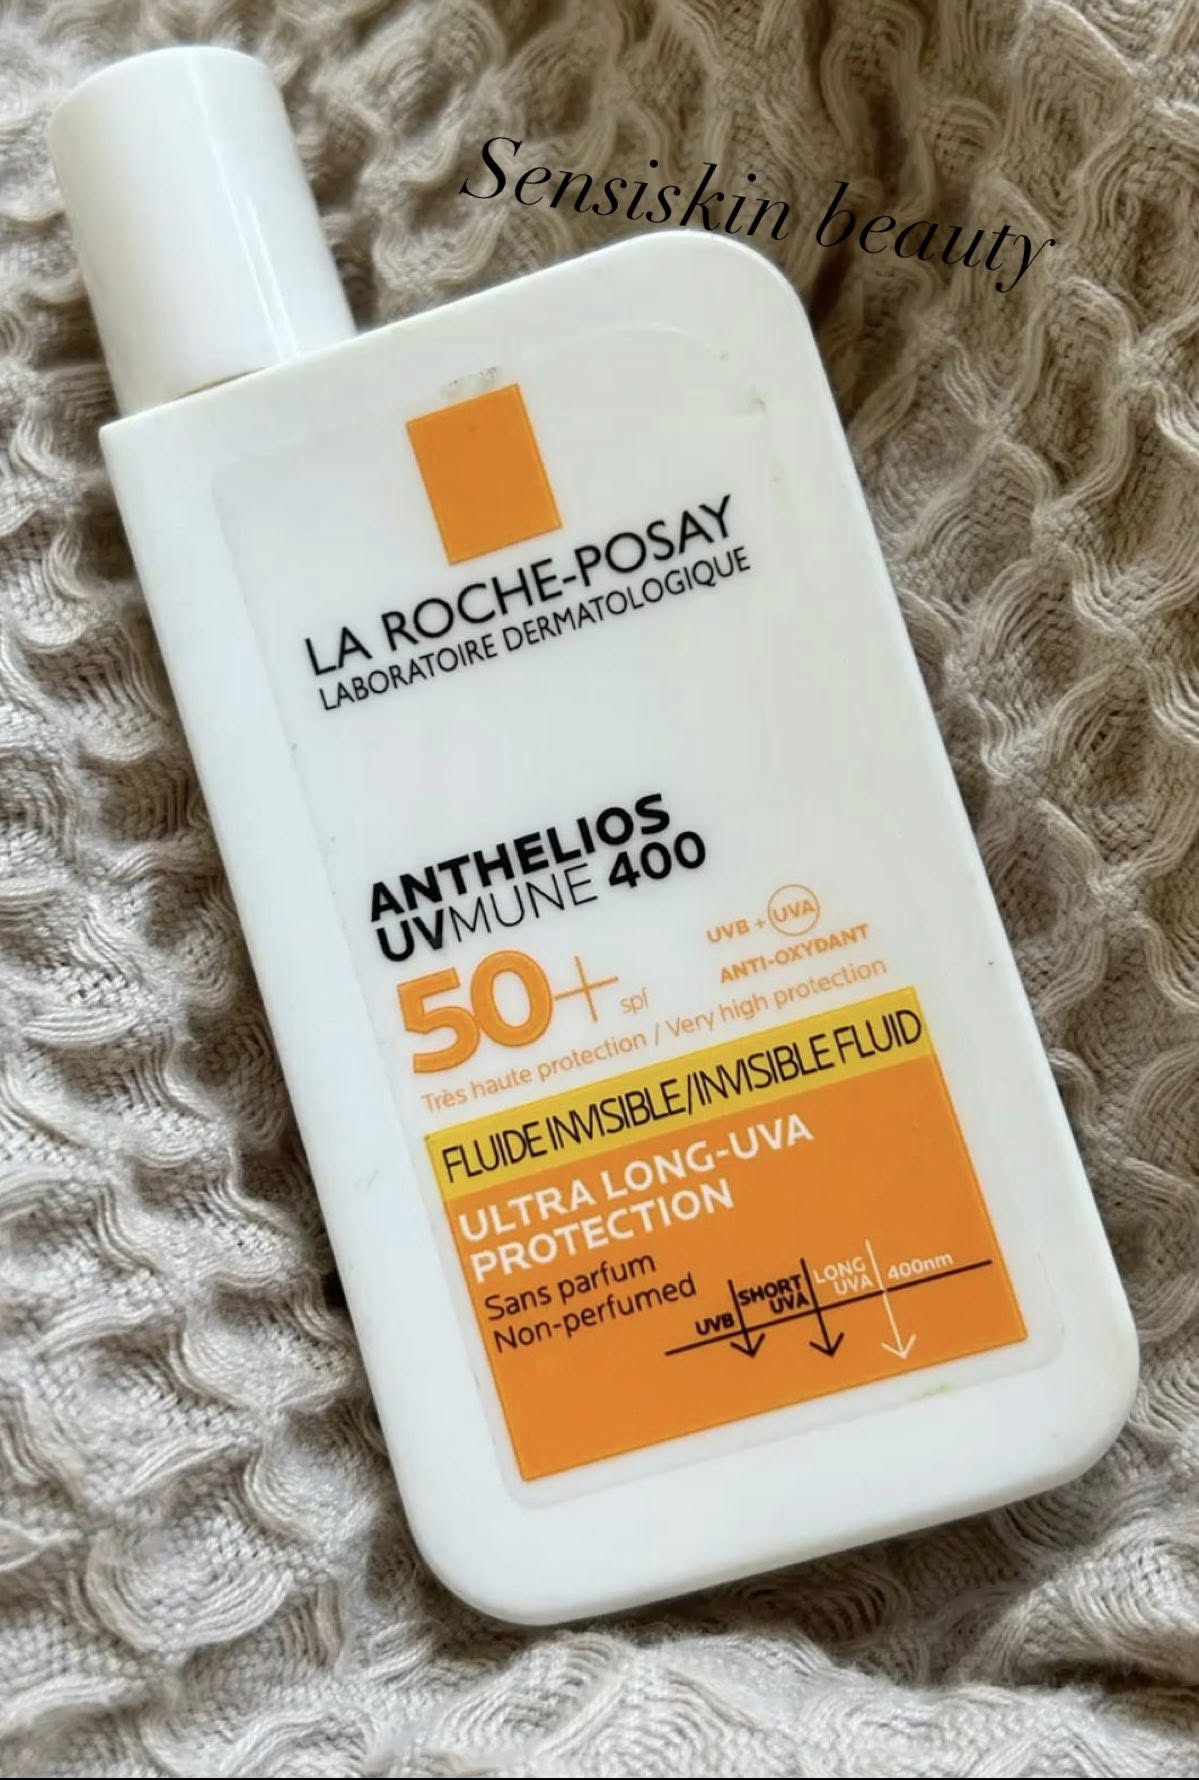 Sensiskin beauty
LA ROCHE-POSAY
LABORATOIRE DERMATOLOGIQUE
ANTHELIOS
UVMUNE 400
50+ spf
UVB + UVA
ANTI-OXYDANT
Très haute protection / Very high protection
FLUIDE INVISIBLE/INVISIBLE FLUID
ULTRA LONG-UVA
PROTECTION
Sans parfum
Non-perfumed
UVB
SHORT
UVA
LONG
UVA
400nm